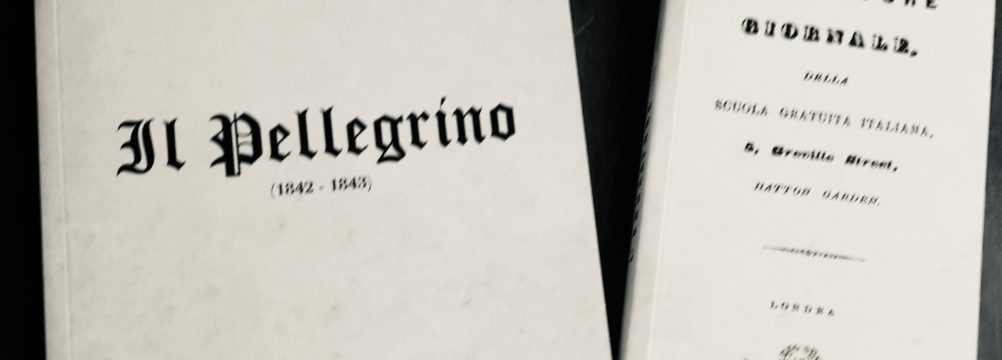 Il Pellegrino
(1842 - 1843)
GIORNALE,
DELLA
SCUOLA GRATUITA ITALIANA,
5, Greville Street,
HATTON GARDEN.
LONDRA